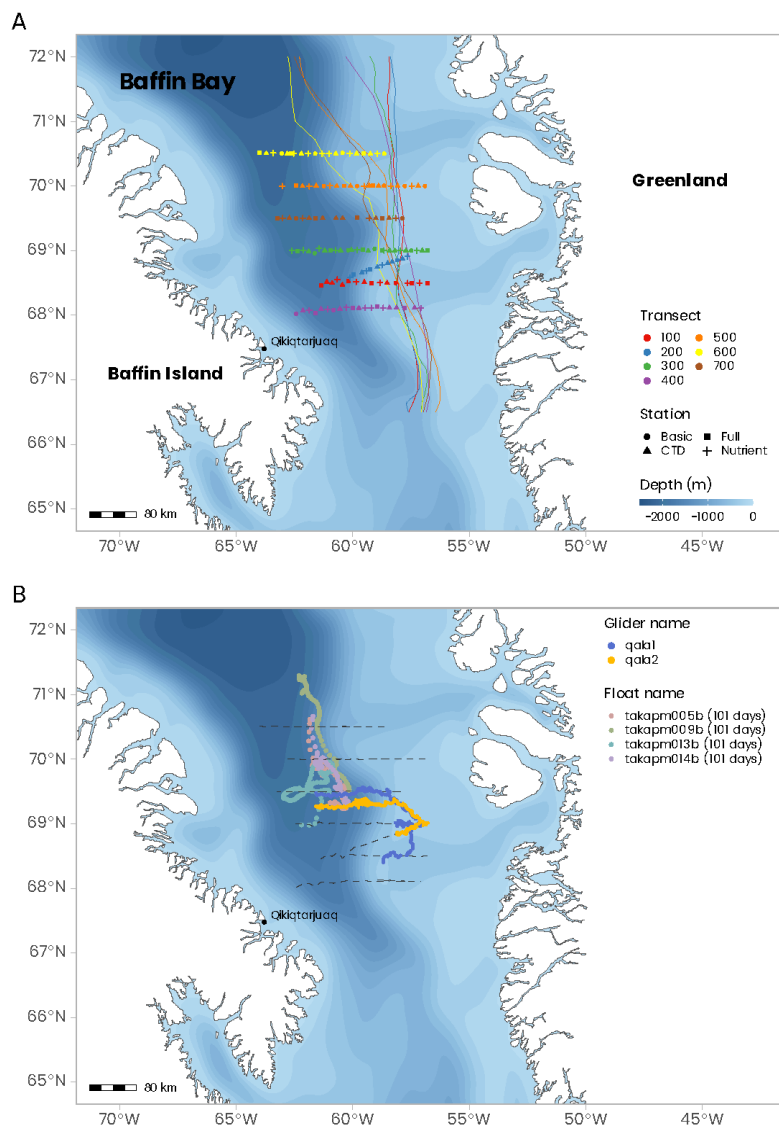 A
72°N
71°N
70°N
69°N
68°N
67°N
66°N
65°N
Baffin Bay
Greenland
Qikiqtarjuaq
Baffin Island
Transect
100 500
200 600
300 700
400
Station
Basic Full
CTD Nutrient
Depth (m)
−2000 −1000 0
80 km
70°W 65°W 60°W 55°W 50°W 45°W
B
72°N
71°N
70°N
69°N
68°N
67°N
66°N
65°N
Glider name
qala1
qala2
Float name
takapm005b (101 days)
takapm009b (101 days)
takapm013b (101 days)
takapm014b (101 days)
Qikiqtarjuaq
80 km
70°W 65°W 60°W 55°W 50°W 45°W